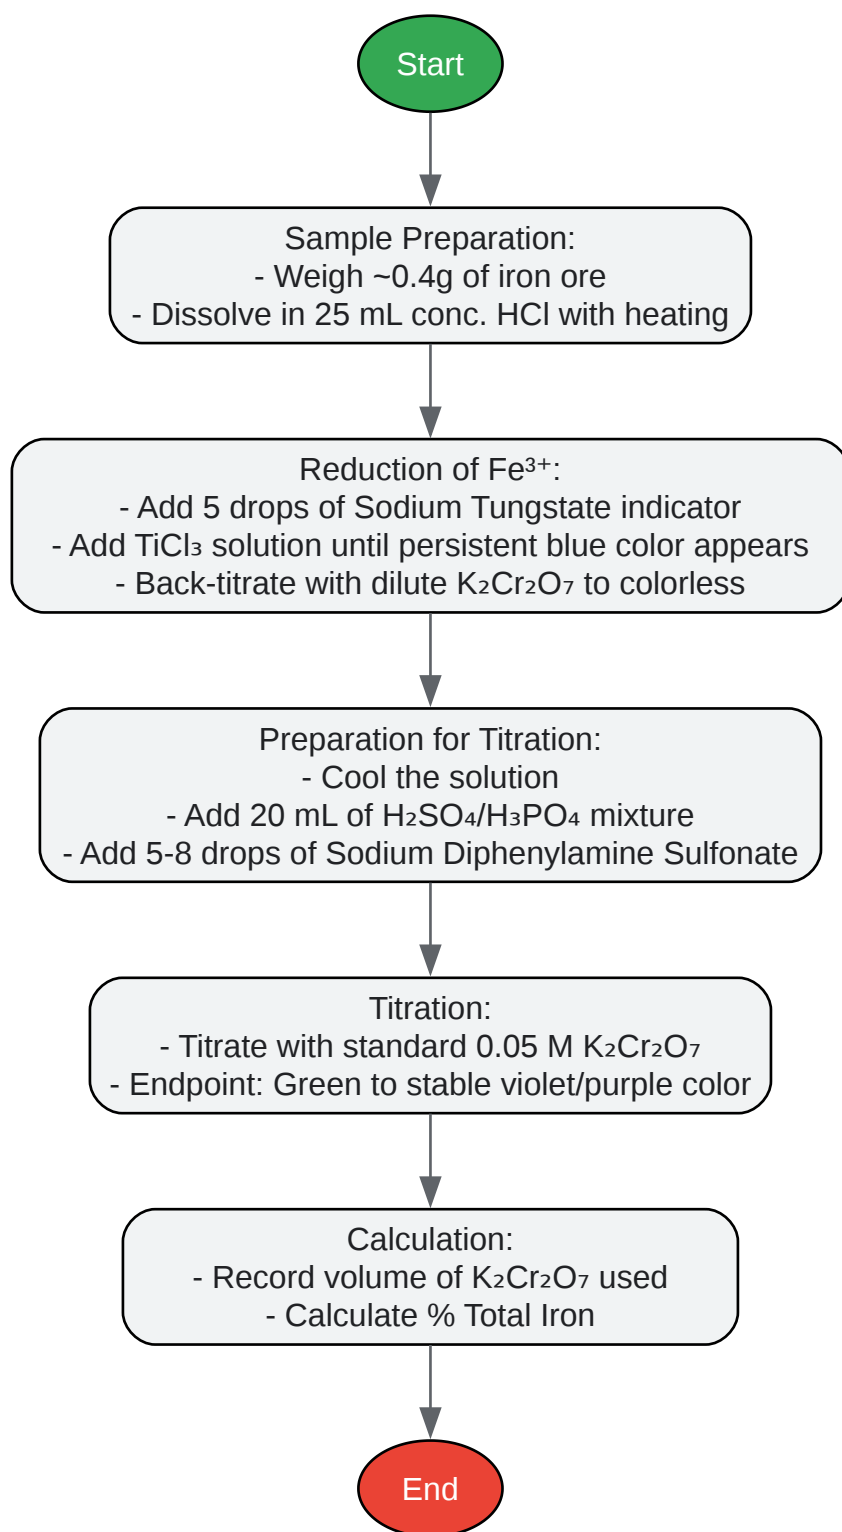 Start
Sample Preparation:
- Weigh ~0.4g of iron ore
- Dissolve in 25 mL conc. HCl with heating
Reduction of Fe³⁺:
- Add 5 drops of Sodium Tungstate indicator
- Add TiCl₃ solution until persistent blue color appears
- Back-titrate with dilute K₂Cr₂O₇ to colorless
Preparation for Titration:
- Cool the solution
- Add 20 mL of H₂SO₄/H₃PO₄ mixture
- Add 5-8 drops of Sodium Diphenylamine Sulfonate
Titration:
- Titrate with standard 0.05 M K₂Cr₂O₇
- Endpoint: Green to stable violet/purple color
Calculation:
- Record volume of K₂Cr₂O₇ used
- Calculate % Total Iron
End